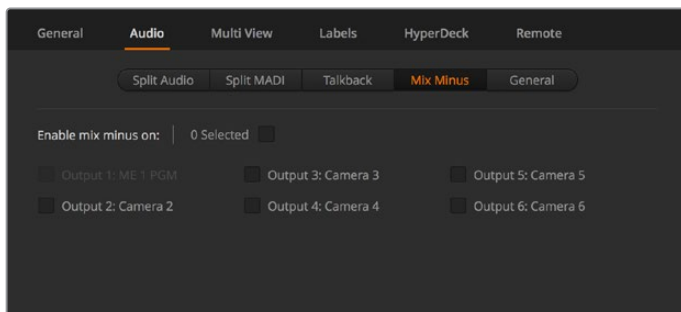 General Audio Multi View Labels HyperDeck Remote
Split Audio Split MADI Talkback Mix Minus General
Enable mix minus on: 0 Selected
Output 1: ME 1 PGM Output 3: Camera 3 Output 5: Camera 5
Output 2: Camera 2 Output 4: Camera 4 Output 6: Camera 6